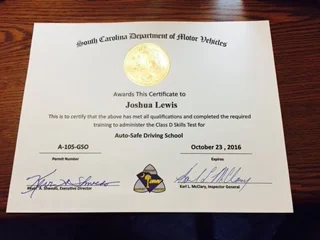 South Carolina Department of Motor Vehicles
Awards This Certificate to
Joshua Lewis
This is to certify that the above has met all qualifications and completed the required
training to administer the Class D Skills Test for
Auto-Safe Driving School
A-105-GSO
October 23 , 2016
Permit Number
Expires
Executive Director
Karl L. McClary, Inspector General